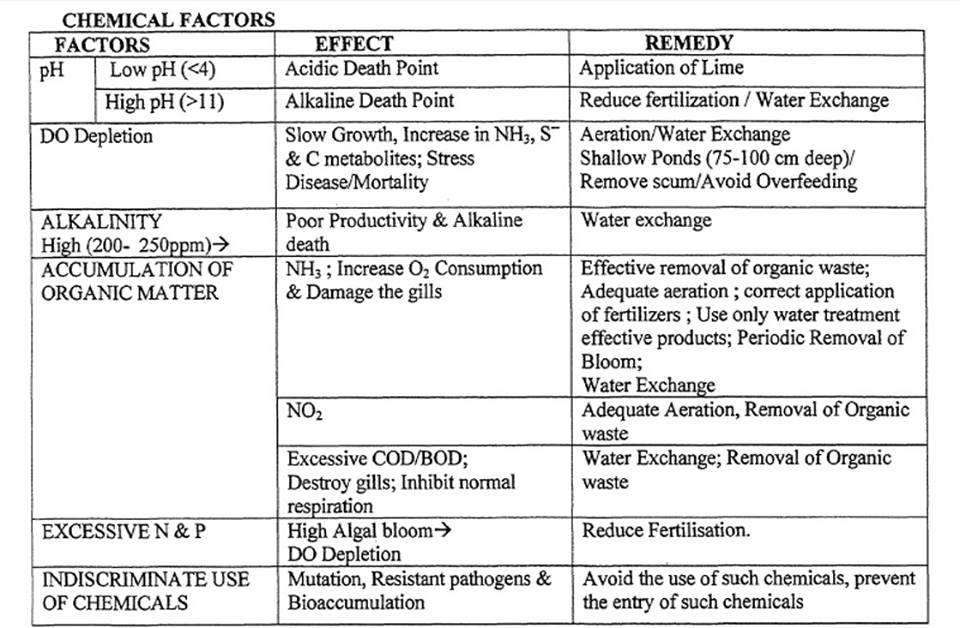 CHEMICAL FACTORS
FACTORS EFFECT REMEDY
pH Low pH (<4) Acidic Death Point Application of Lime
High pH (>11) Alkaline Death Point Reduce fertilization / Water Exchange
DO Depletion Slow Growth, Increase in NH₃, S⁻ Aeration/Water Exchange
& C metabolites; Stress Shallow Ponds (75-100 cm deep)/
Disease/Mortality Remove scum/Avoid Overfeeding
ALKALINITY Poor Productivity & Alkaline Water exchange
High (200- 250ppm)→ death
ACCUMULATION OF NH₃ ; Increase O₂ Consumption Effective removal of organic waste;
ORGANIC MATTER & Damage the gills Adequate aeration ; correct application
of fertilizers ; Use only water treatment
effective products; Periodic Removal of
Bloom;
Water Exchange
NO₂ Adequate Aeration, Removal of Organic
waste
Excessive COD/BOD; Water Exchange; Removal of Organic
Destroy gills; Inhibit normal waste
respiration
EXCESSIVE N & P High Algal bloom→ Reduce Fertilisation.
DO Depletion
INDISCRIMINATE USE Mutation, Resistant pathogens & Avoid the use of such chemicals, prevent
OF CHEMICALS Bioaccumulation the entry of such chemicals